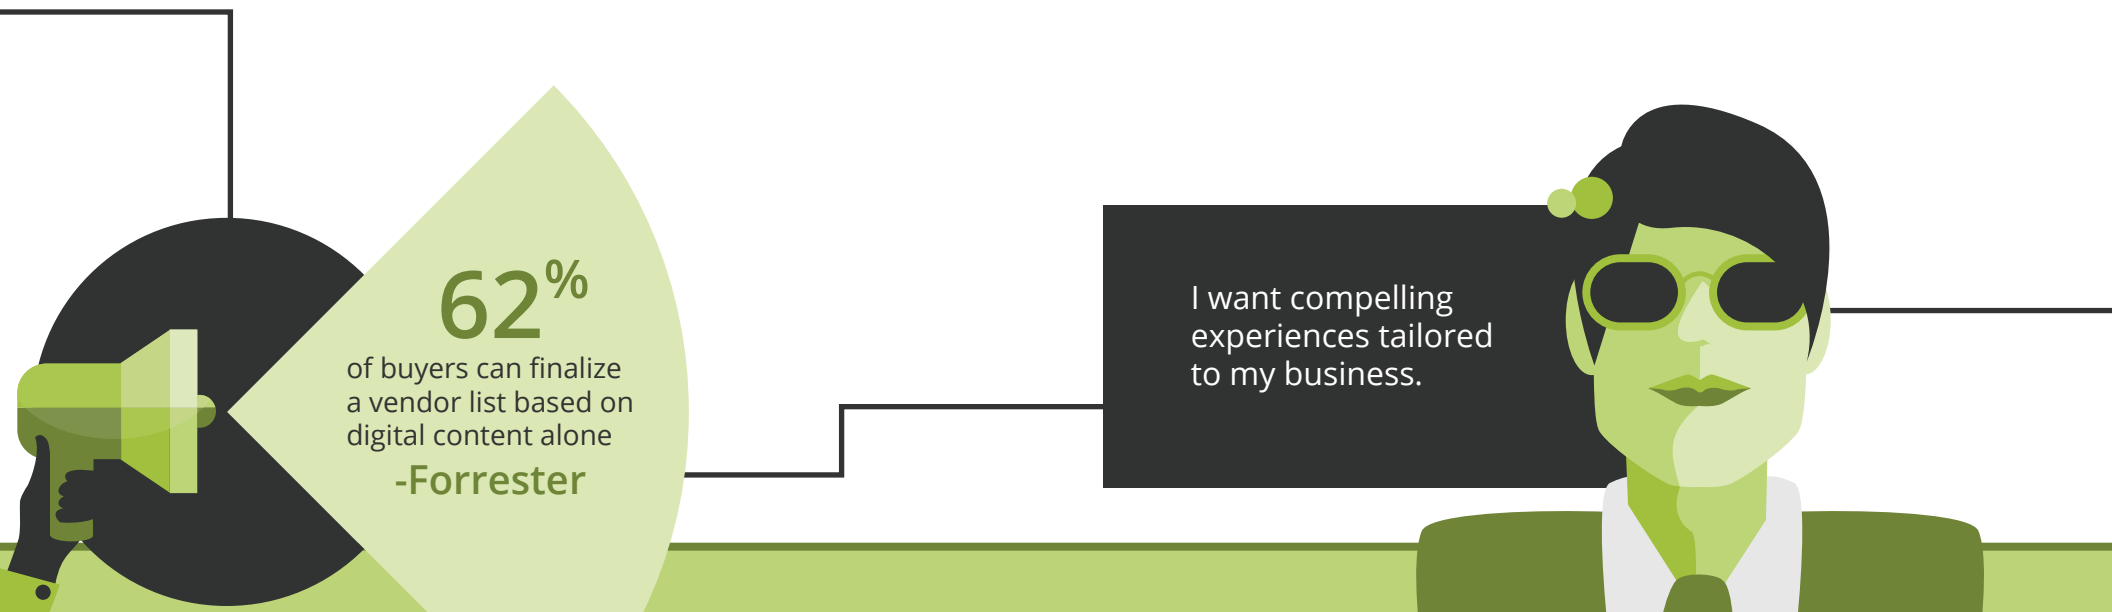 62%
of buyers can finalize
a vendor list based on
digital content alone
-Forrester
I want compelling
experiences tailored
to my business.